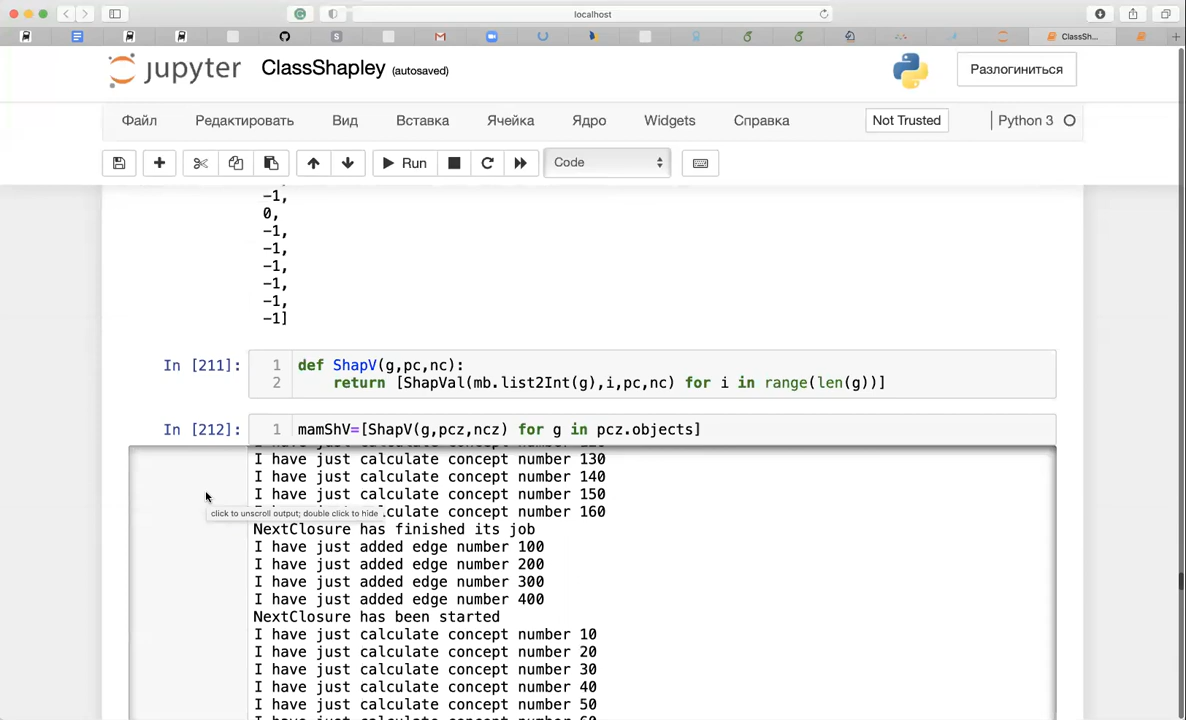 localhost
ClassSh...
jupyter ClassShapley (autosaved)
Разлогиниться
Файл Редактировать Вид Вставка Ячейка Ядро Widgets Справка Not Trusted Python 3
Run Code
-1,
0,
-1,
-1,
-1,
-1,
-1,
-1]
In [211]: 1 def ShapV(g,pc,nc):
2 return [ShapVal(mb.list2Int(g),i,pc,nc) for i in range(len(g))]
In [212]: 1 mamShV=[ShapV(g,pcz,ncz) for g in pcz.objects]
I have just calculate concept number 130
I have just calculate concept number 140
I have just calculate concept number 150
lculate concept number 160
click to unscroll output; double click to hide
NextClosure has finished its job
I have just added edge number 100
I have just added edge number 200
I have just added edge number 300
I have just added edge number 400
NextClosure has been started
I have just calculate concept number 10
I have just calculate concept number 20
I have just calculate concept number 30
I have just calculate concept number 40
I have just calculate concept number 50